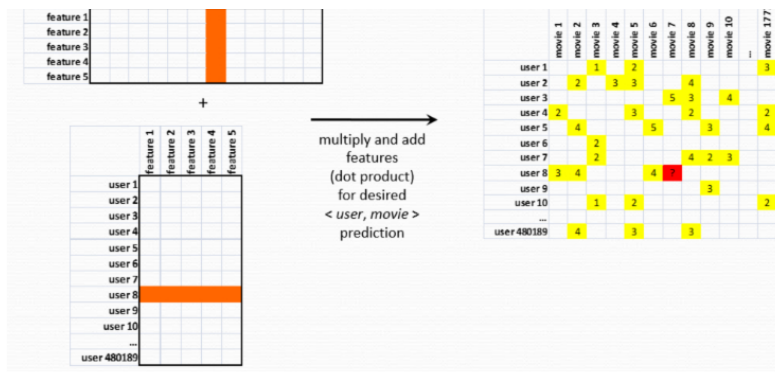 feature 1
feature 2
feature 3
feature 4
feature 5
+
feature 1 feature 2 feature 3 feature 4 feature 5
user 1
user 2
user 3
user 4
user 5
user 6
user 7
user 8
user 9
user 10
...
user 480189
multiply and add
features
(dot product)
for desired
< user, movie >
prediction
movie 1 movie 2 movie 3 movie 4 movie 5 movie 6 movie 7 movie 8 movie 9 movie 10 ... movie 177
user 1 1 2 3
user 2 2 3 3 4
user 3 5 3 4
user 4 2 3 2 2
user 5 4 5 3 4
user 6 2
user 7 2 4 2 3
user 8 3 4 4 ?
user 9 3
user 10 1 2 2
...
user 480189 4 3 3